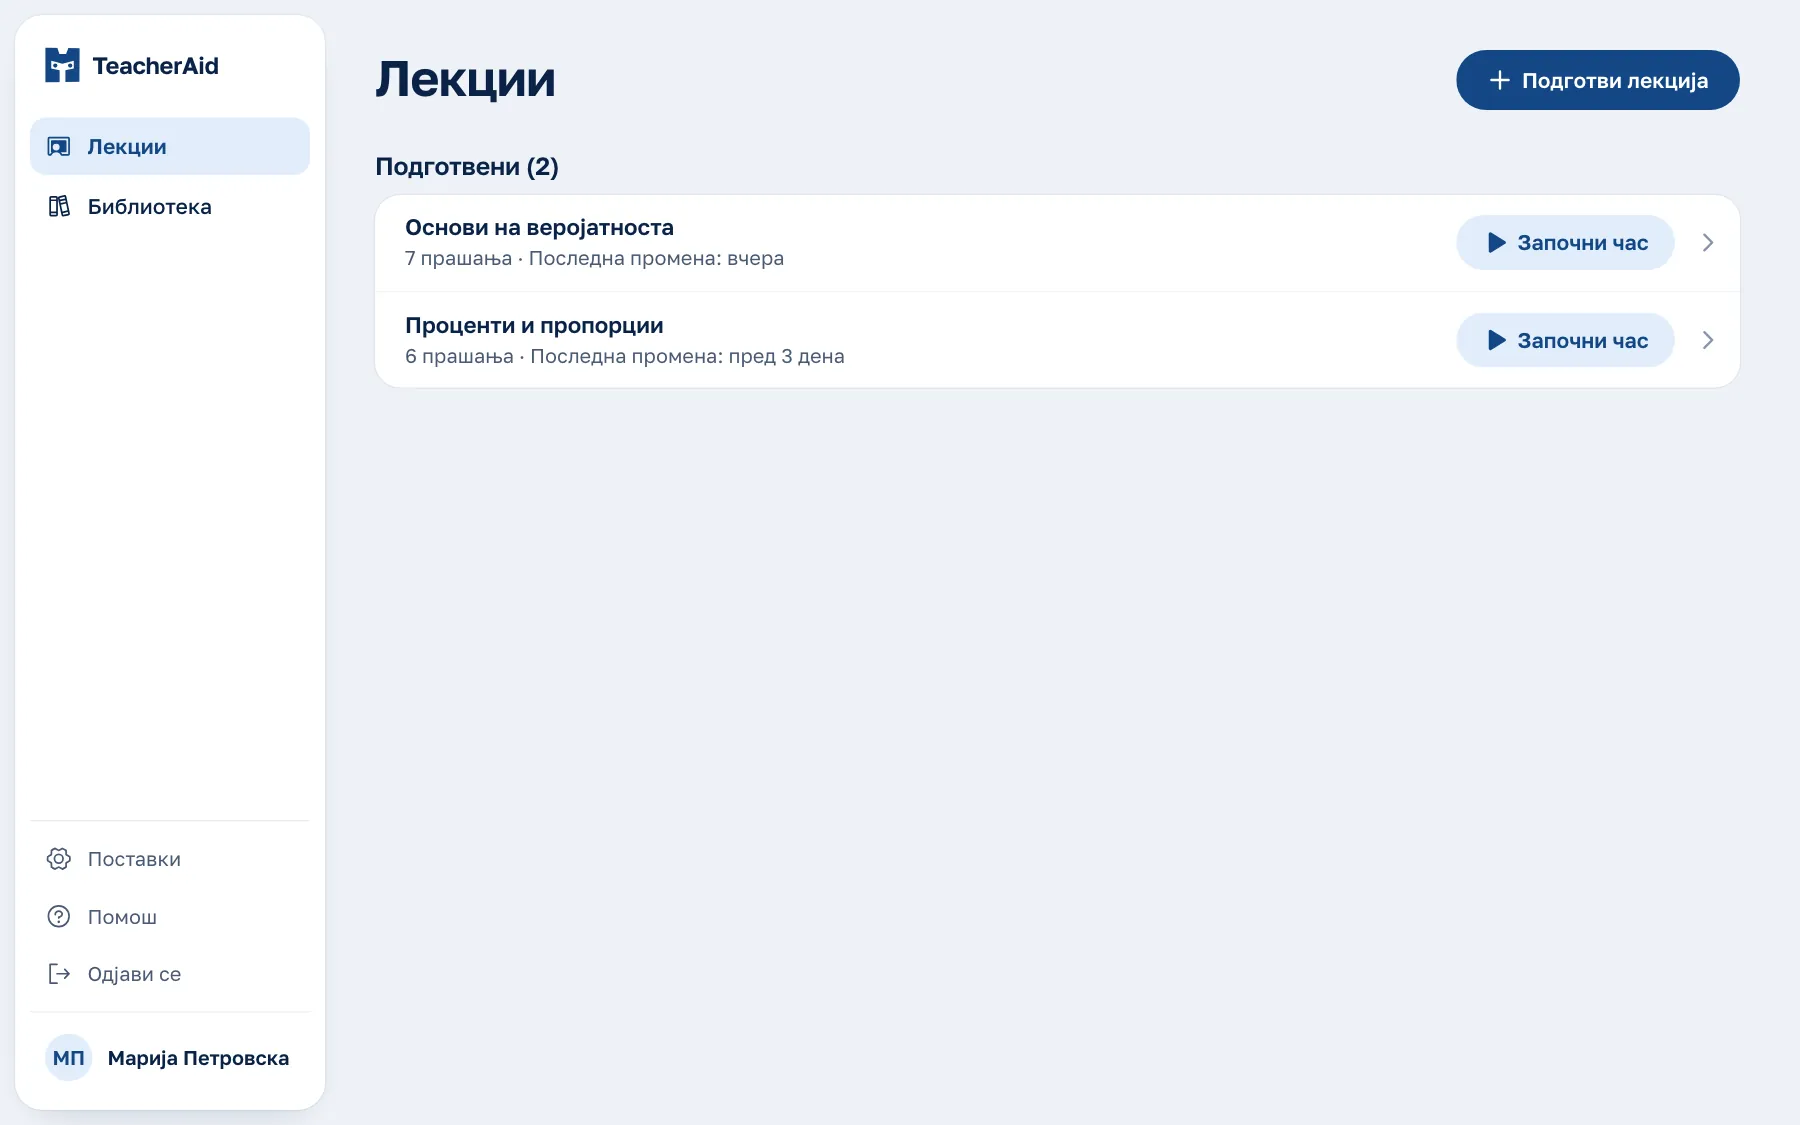 TeacherAid
Лекции
Библиотека
Поставки
Помош
Одјави се
МП
Марија Петровска
Лекции
Подготви лекција
Подготвени (2)
Основи на веројатноста
7 прашања · Последна промена: вчера
Започни час
Проценти и пропорции
6 прашања · Последна промена: пред 3 дена
Започни час